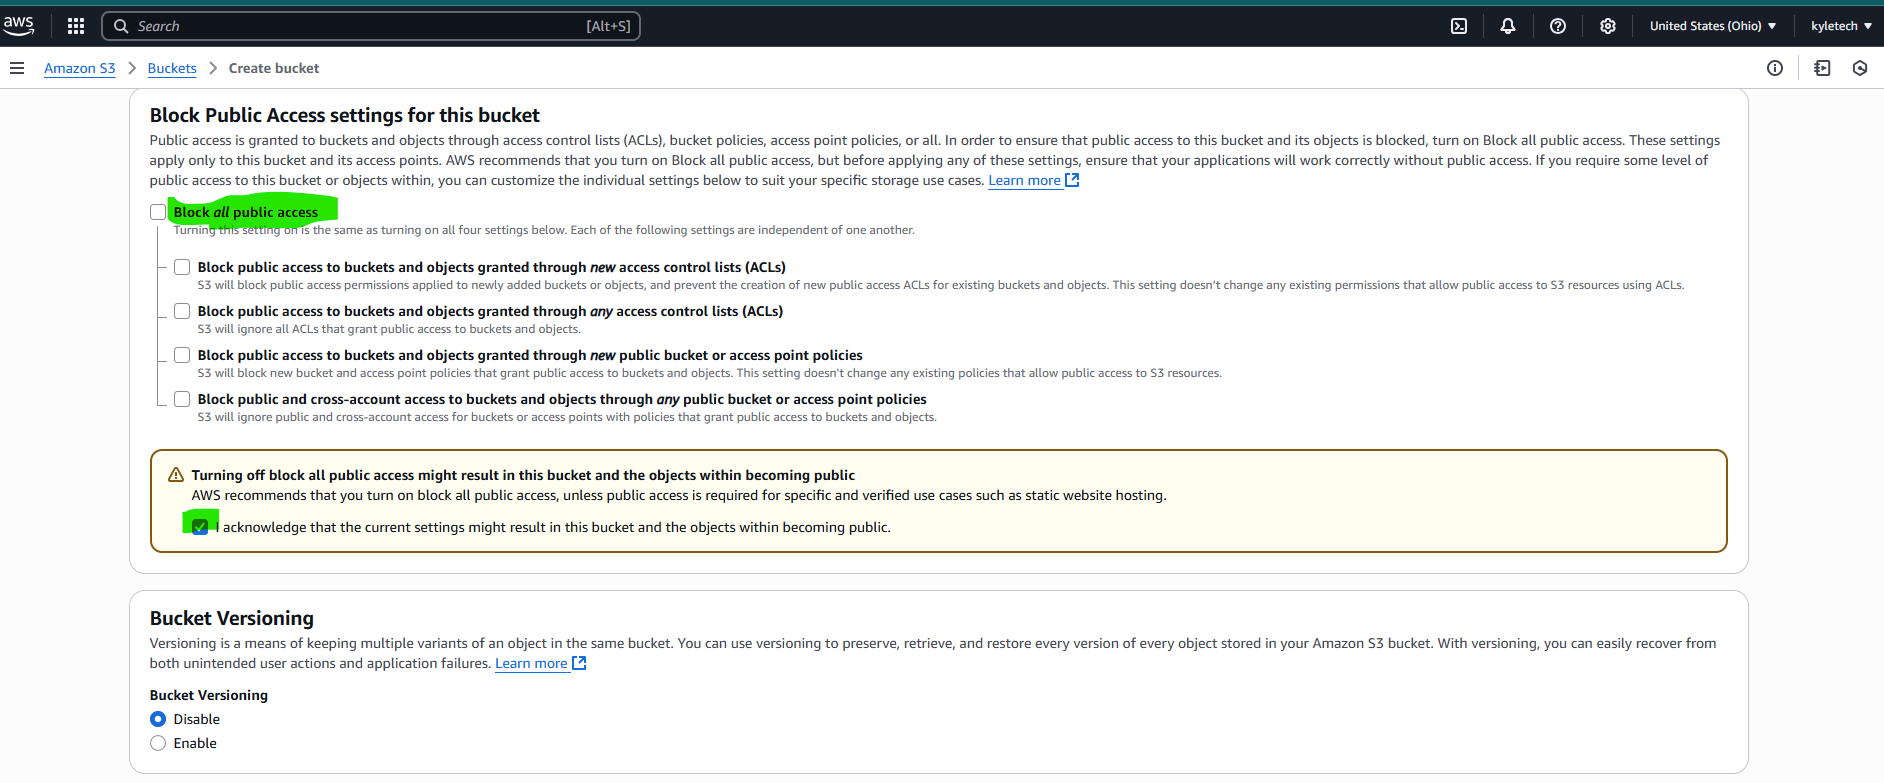 aws
Search
[Alt+S]
United States (Ohio)
kyletech
Amazon S3
Buckets
Create bucket
Block Public Access settings for this bucket
Public access is granted to buckets and objects through access control lists (ACLs), bucket policies, access point policies, or all. In order to ensure that public access to this bucket and its objects is blocked, turn on Block all public access. These settings
apply only to this bucket and its access points. AWS recommends that you turn on Block all public access, but before applying any of these settings, ensure that your applications will work correctly without public access. If you require some level of
public access to this bucket or objects within, you can customize the individual settings below to suit your specific storage use cases. Learn more
Block all public access
Turning this setting on is the same as turning on all four settings below. Each of the following settings are independent of one another.
Block public access to buckets and objects granted through new access control lists (ACLs)
S3 will block public access permissions applied to newly added buckets or objects, and prevent the creation of new public access ACLs for existing buckets and objects. This setting doesn't change any existing permissions that allow public access to S3 resources using ACLs.
Block public access to buckets and objects granted through any access control lists (ACLs)
S3 will ignore all ACLs that grant public access to buckets and objects.
Block public access to buckets and objects granted through new public bucket or access point policies
S3 will block new bucket and access point policies that grant public access to buckets and objects. This setting doesn't change any existing policies that allow public access to S3 resources.
Block public and cross-account access to buckets and objects through any public bucket or access point policies
S3 will ignore public and cross-account access for buckets or access points with policies that grant public access to buckets and objects.
Turning off block all public access might result in this bucket and the objects within becoming public
AWS recommends that you turn on block all public access, unless public access is required for specific and verified use cases such as static website hosting.
I acknowledge that the current settings might result in this bucket and the objects within becoming public.
Bucket Versioning
Versioning is a means of keeping multiple variants of an object in the same bucket. You can use versioning to preserve, retrieve, and restore every version of every object stored in your Amazon S3 bucket. With versioning, you can easily recover from
both unintended user actions and application failures. Learn more
Bucket Versioning
Disable
Enable